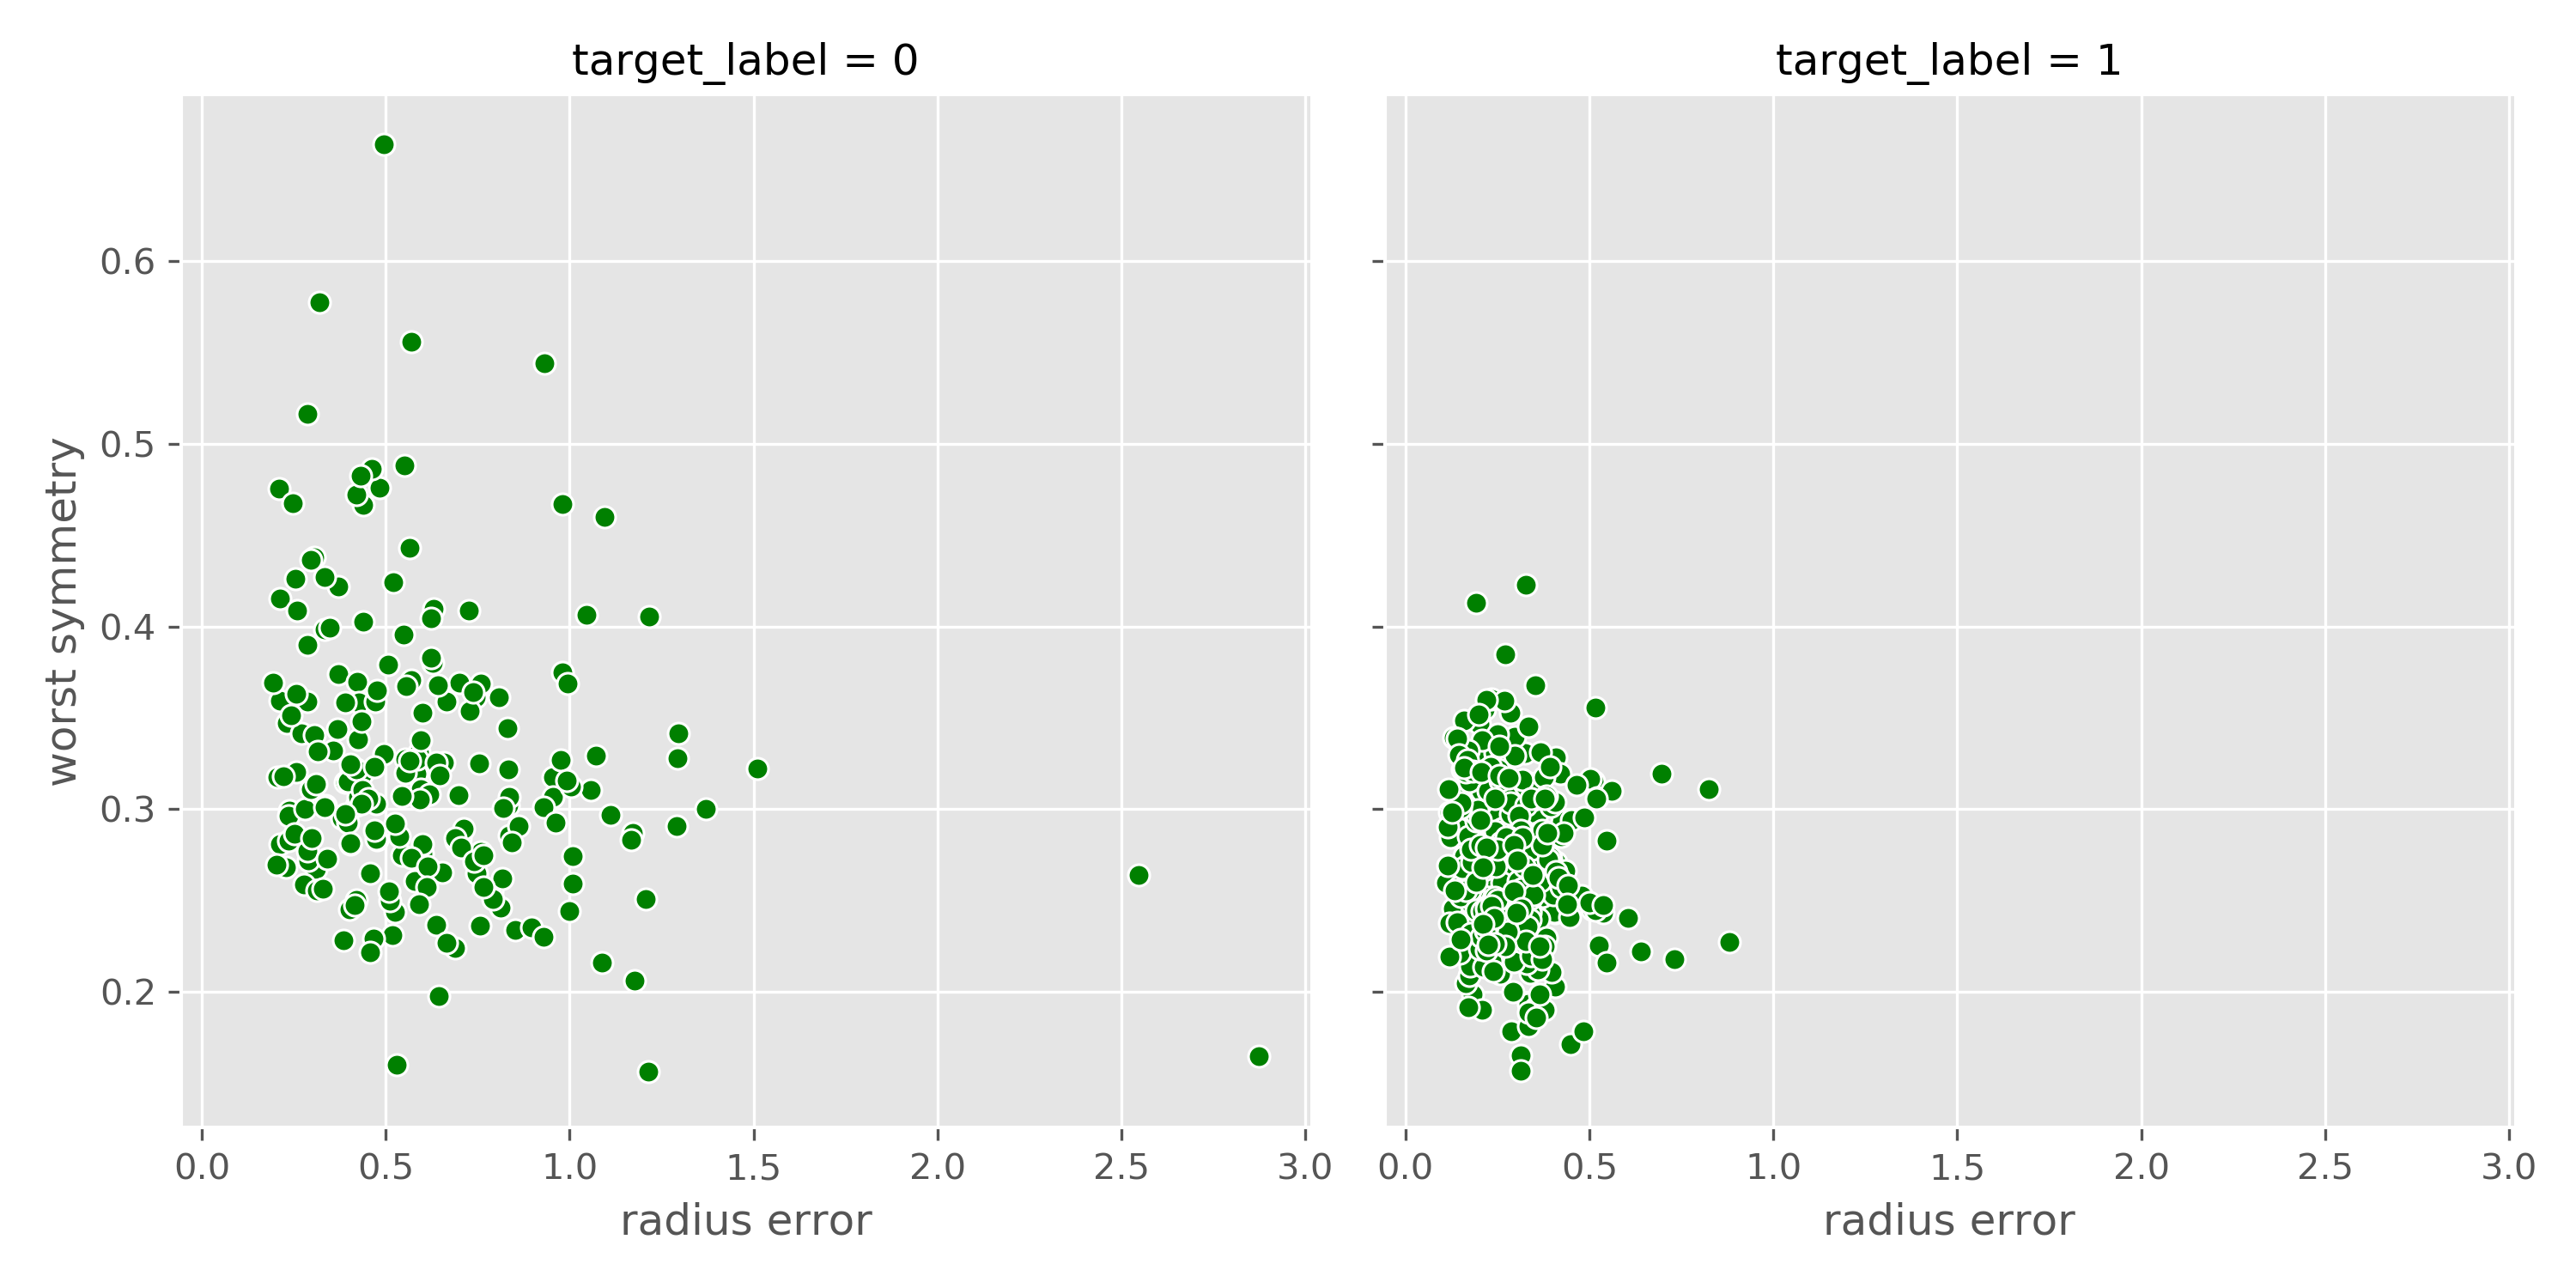 target_label = 0
target_label = 1
worst symmetry
0.6
0.5
0.4
0.3
0.2
0.0 0.5 1.0 1.5 2.0 2.5 3.0
0.0 0.5 1.0 1.5 2.0 2.5 3.0
radius error
radius error